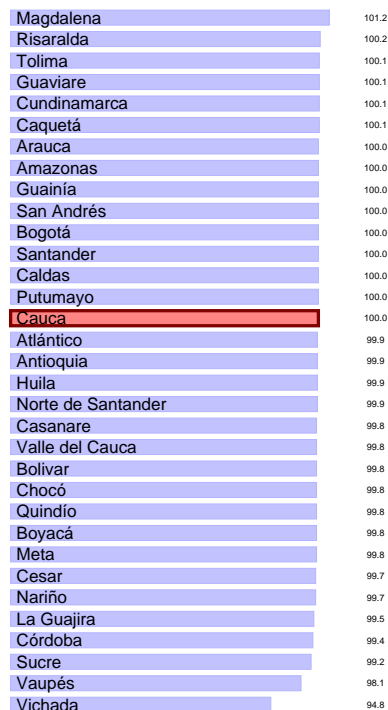 Magdalena 101.2
Risaralda 100.2
Tolima 100.1
Guaviare 100.1
Cundinamarca 100.1
Caquetá 100.1
Arauca 100.0
Amazonas 100.0
Guainía 100.0
San Andrés 100.0
Bogotá 100.0
Santander 100.0
Caldas 100.0
Putumayo 100.0
Cauca 100.0
Atlántico 99.9
Antioquia 99.9
Huila 99.9
Norte de Santander 99.9
Casanare 99.8
Valle del Cauca 99.8
Bolivar 99.8
Chocó 99.8
Quindío 99.8
Boyacá 99.8
Meta 99.8
Cesar 99.7
Nariño 99.7
La Guajira 99.5
Córdoba 99.4
Sucre 99.2
Vaupés 98.1
Vichada 94.8